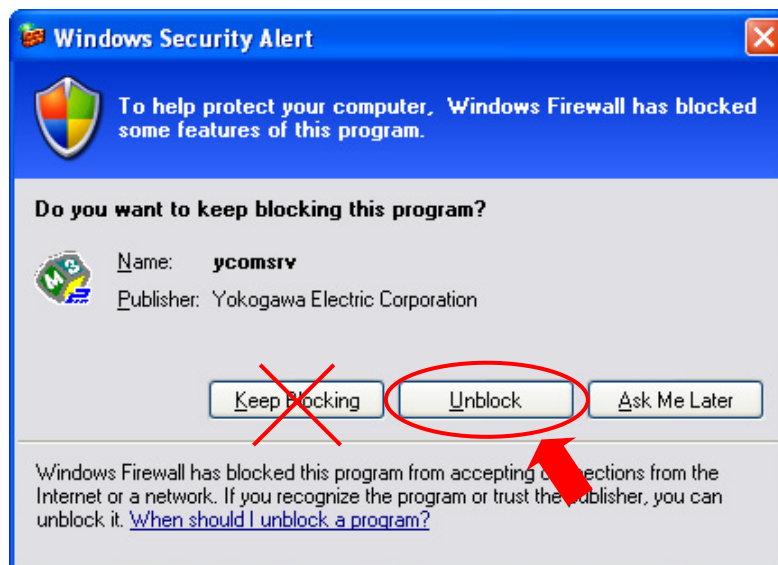 Windows Security Alert
To help protect your computer, Windows Firewall has blocked
some features of this program.
Do you want to keep blocking this program?
Name: ycomsrv
Publisher: Yokogawa Electric Corporation
Keep Blocking Unblock Ask Me Later
Windows Firewall has blocked this program from accepting connections from the
Internet or a network. If you recognize the program or trust the publisher, you can
unblock it. When should I unblock a program?